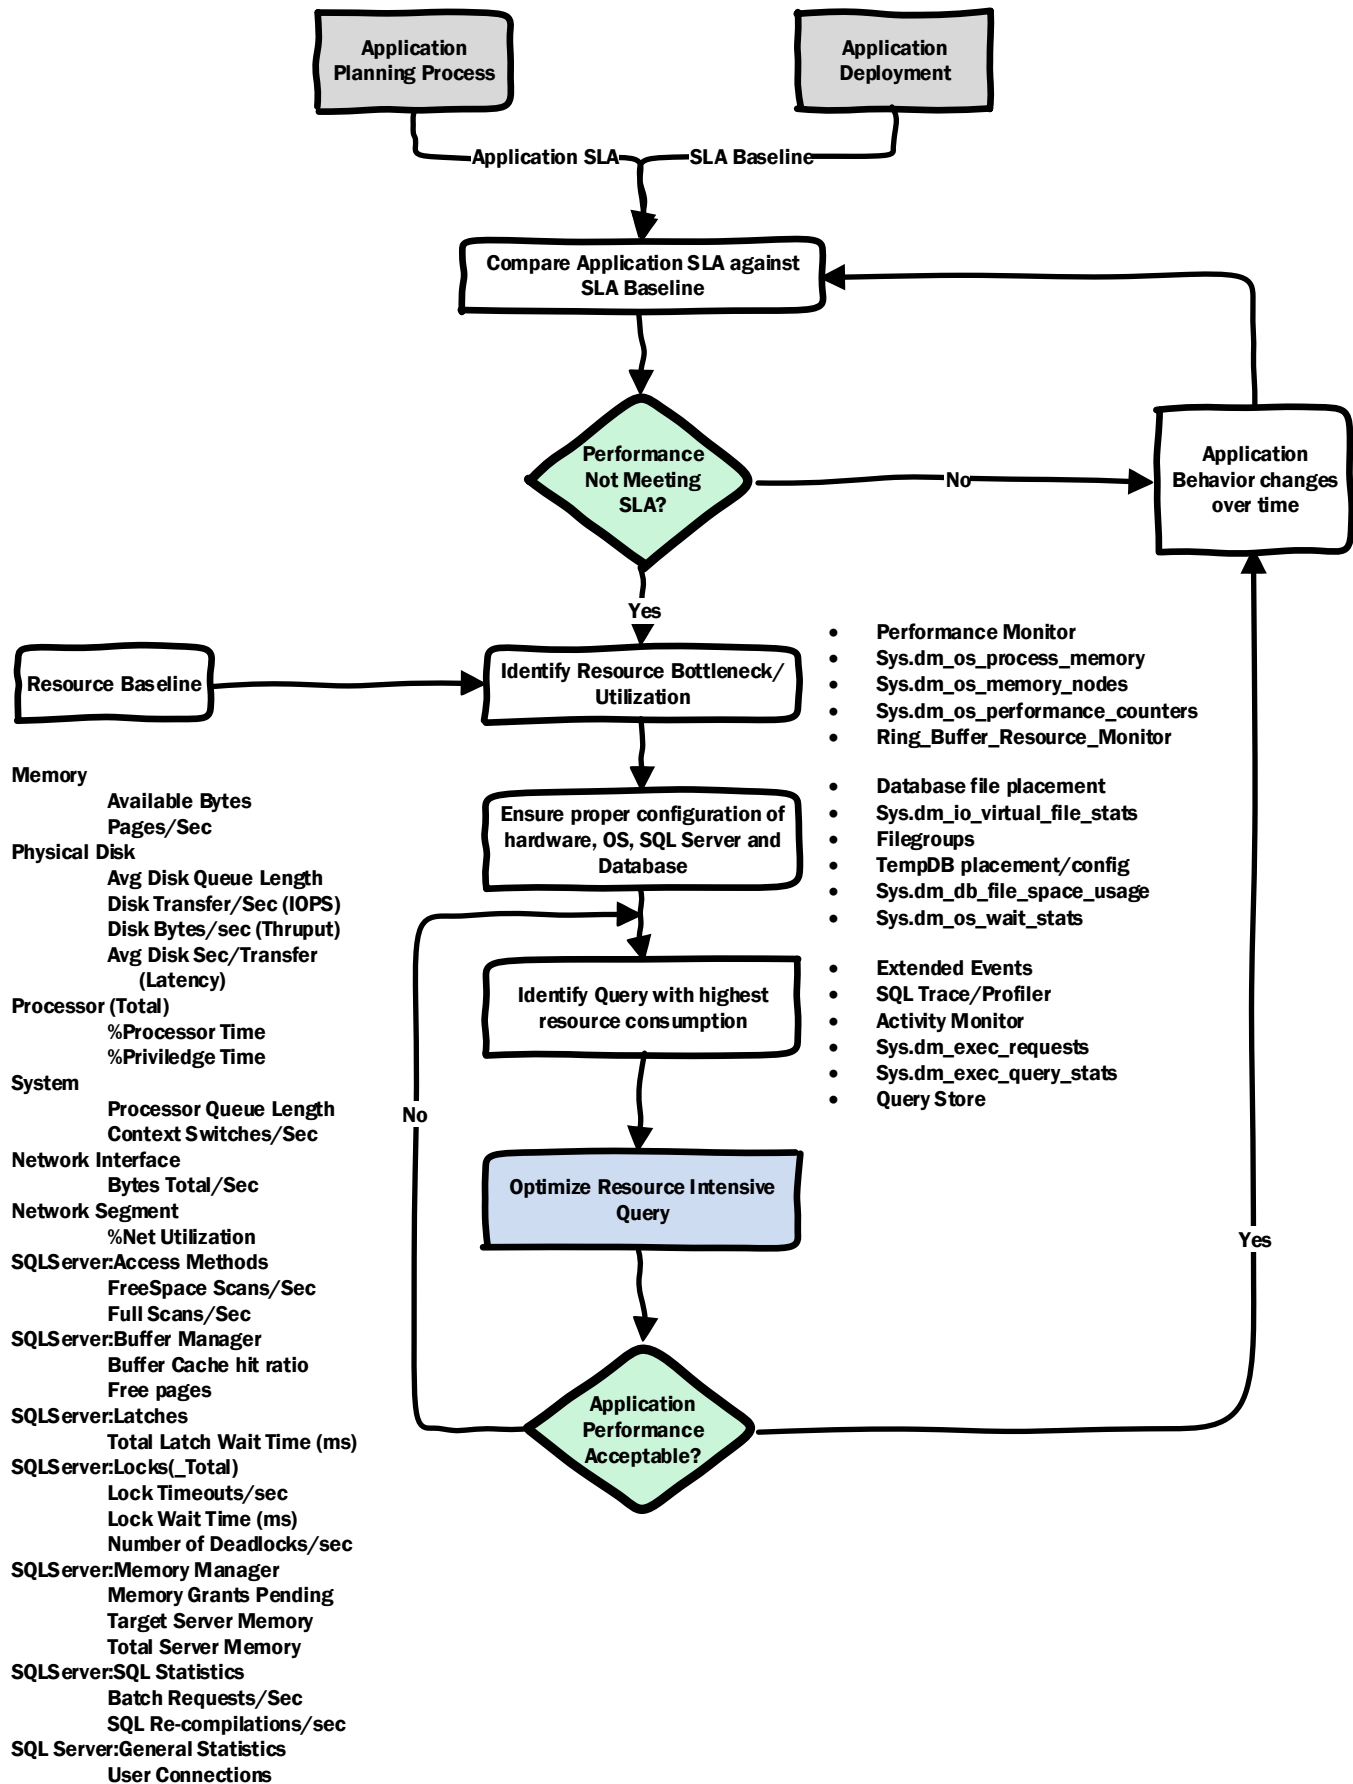 Application
Planning Process
Application
Deployment
Application SLA
SLA Baseline
Compare Application SLA against
SLA Baseline
Performance
Not Meeting
SLA?
No
Application
Behavior changes
over time
Yes
Resource Baseline
Identify Resource Bottleneck/
Utilization
• Performance Monitor
• Sys.dm_os_process_memory
• Sys.dm_os_memory_nodes
• Sys.dm_os_performance_counters
• Ring_Buffer_Resource_Monitor
Ensure proper configuration of
hardware, OS, SQL Server and
Database
• Database file placement
• Sys.dm_io_virtual_file_stats
• Filegroups
• TempDB placement/config
• Sys.dm_db_file_space_usage
• Sys.dm_os_wait_stats
Identify Query with highest
resource consumption
• Extended Events
• SQL Trace/Profiler
• Activity Monitor
• Sys.dm_exec_requests
• Sys.dm_exec_query_stats
• Query Store
No
Optimize Resource Intensive
Query
Yes
Application
Performance
Acceptable?
Memory
Available Bytes
Pages/Sec
Physical Disk
Avg Disk Queue Length
Disk Transfer/Sec (IOPS)
Disk Bytes/sec (Thruput)
Avg Disk Sec/Transfer
(Latency)
Processor (Total)
%Processor Time
%Priviledge Time
System
Processor Queue Length
Context Switches/Sec
Network Interface
Bytes Total/Sec
Network Segment
%Net Utilization
SQLServer:Access Methods
FreeSpace Scans/Sec
Full Scans/Sec
SQLServer:Buffer Manager
Buffer Cache hit ratio
Free pages
SQLServer:Latches
Total Latch Wait Time (ms)
SQLServer:Locks(_Total)
Lock Timeouts/sec
Lock Wait Time (ms)
Number of Deadlocks/sec
SQLServer:Memory Manager
Memory Grants Pending
Target Server Memory
Total Server Memory
SQLServer:SQL Statistics
Batch Requests/Sec
SQL Re-compilations/sec
SQL Server:General Statistics
User Connections